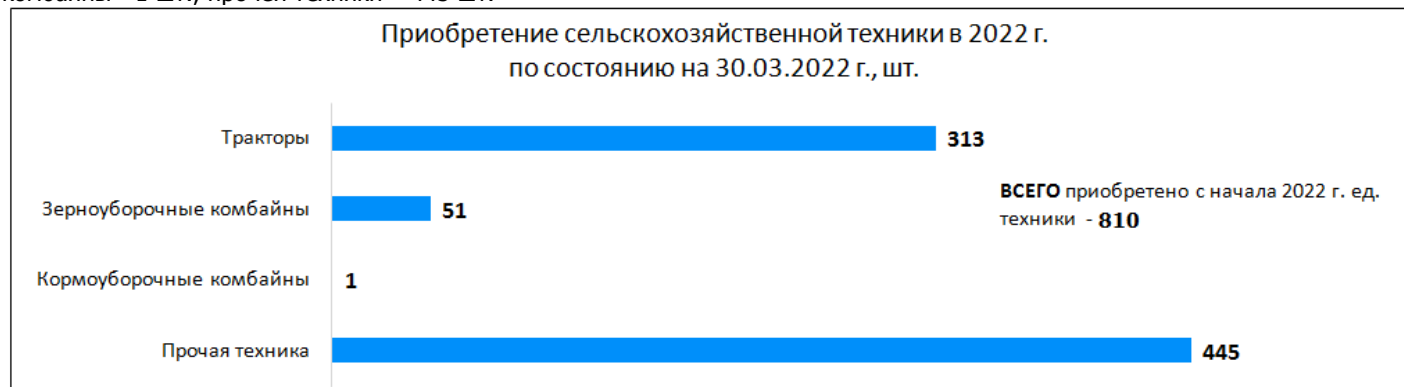 Приобретение сельскохозяйственной техники в 2022 г.
по состоянию на 30.03.2022 г., шт.
Тракторы
313
ВСЕГО приобретено с начала 2022 г. ед.
техники - 810
Зерноуборочные комбайны
51
Кормоуборочные комбайны
1
Прочая техника
445